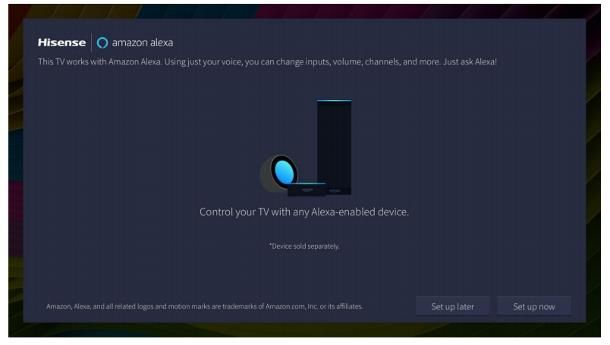 Hisense | amazon alexa
This TV works with Amazon Alexa. Using just your voice, you can change inputs, volume, channels, and more. Just ask Alexa!
Control your TV with any Alexa-enabled device.
*Device sold separately.
Amazon, Alexa, and all related logos and motion marks are trademarks of Amazon.com, Inc. or its affiliates.
Set up later
Set up now